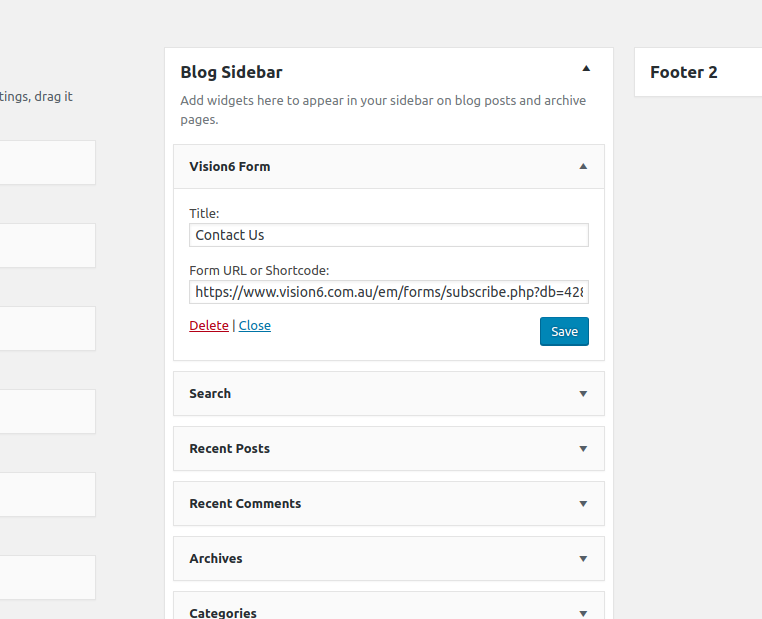 tings, drag it
Blog Sidebar
Add widgets here to appear in your sidebar on blog posts and archive
pages.
Vision6 Form
Title:
Contact Us
Form URL or Shortcode:
https://www.vision6.com.au/em/forms/subscribe.php?db=428
Delete | Close
Save
Search
Recent Posts
Recent Comments
Archives
Categories
Footer 2